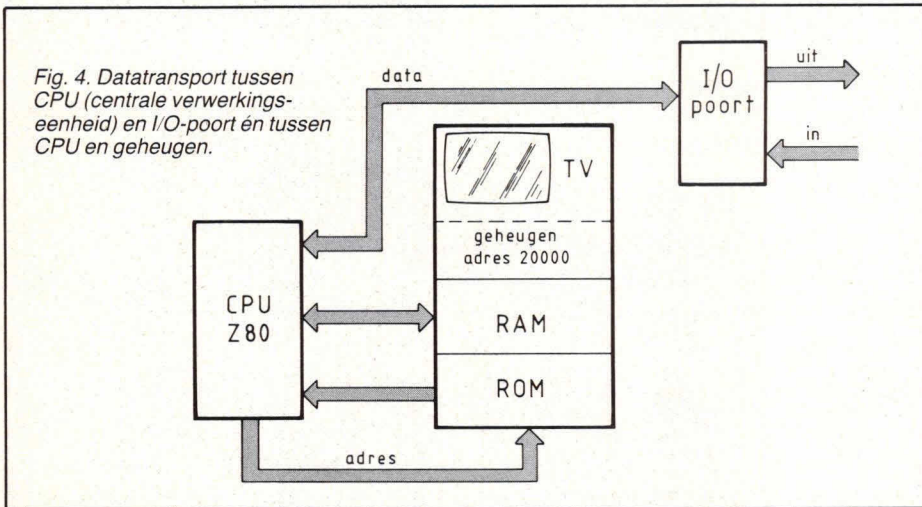 Fig. 4. Datatransport tussen
CPU (centrale verwerkings-
eenheid) en I/O-poort én tussen
CPU en geheugen.
data
I/O
poort
uit
in
TV
geheugen
adres 20000
CPU
Z80
RAM
ROM
adres